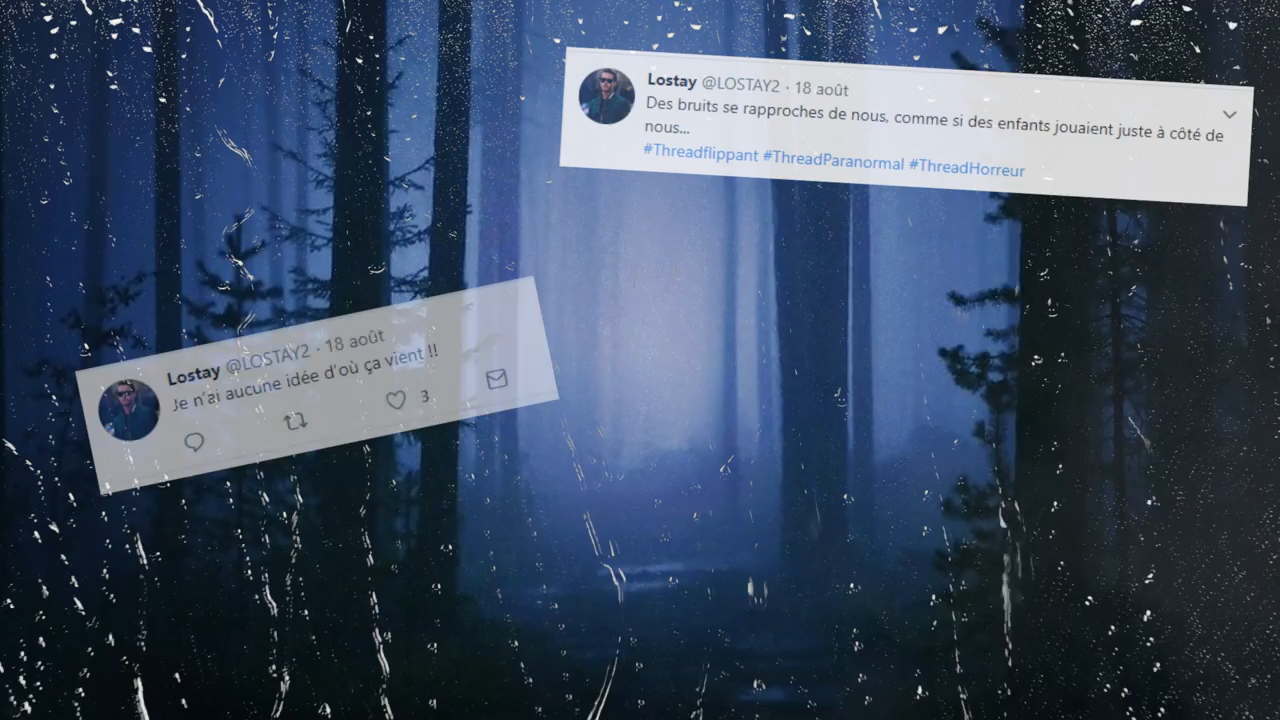 Lostay @LOSTAY2 · 18 août
Des bruits se rapproches de nous, comme si des enfants jouaient juste à côté de
nous...
#Threadflippant #ThreadParanormal #ThreadHorreur
Lostay @LOSTAY2 · 18 août
Je n'ai aucune idée d'où ça vient !!
3